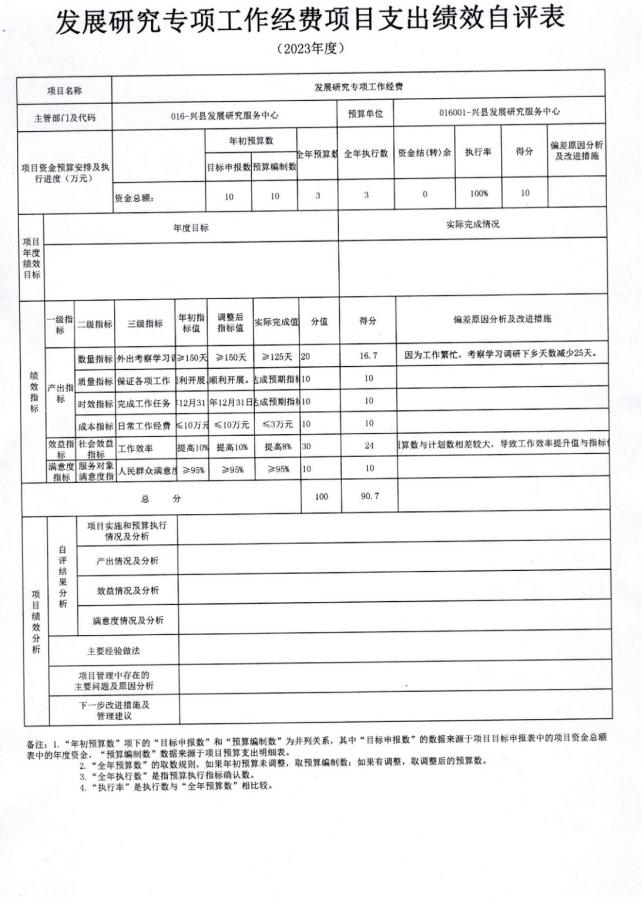 发展研究专项工作经费项目支出绩效自评表
（2023年度）
项目名称 发展研究专项工作经费
主管部门及代码 016-兴县发展研究服务中心 预算单位 016001-兴县发展研究服务中心
项目资金预算安排及执行进度（万元） 年初预算数 全年预算数 全年执行数 资金结(转)余 执行率 得分 偏差原因分析及改进措施
目标申报数 预算编制数
资金总额： 10 10 3 3 0 100% 10
项目年度绩效目标 年度目标 实际完成情况
绩效指标 一级指标 二级指标 三级指标 年初指标值 调整后指标值 实际完成值 分值 得分 偏差原因分析及改进措施
产出指标 数量指标 外出考察学习 ≥150天 ≥150天 ≥125天 20 16.7 因为工作繁忙，考察学习调研下乡天数减少25天。
质量指标 保证各项工作 利开展。 顺利开展。 达成预期指标 10 10
时效指标 完成工作任务 12月31 年12月31日 达成预期指标 10 10
成本指标 日常工作经费 ≤10万元 ≤10万元 ≤3万元 10 10
效益指标 社会效益指标 工作效率 提高10% 提高10% 提高8% 30 24 算数与计划数相差较大，导致工作效率提升值与指标
满意度指标 服务对象满意度指 人民群众满意 ≥95% ≥95% ≥95% 10 10
总 分 100 90.7
项目绩效分析 自评结果分析 项目实施和预算执行情况及分析
产出情况及分析
效益情况及分析
满意度情况及分析
主要经验做法
项目管理中存在的主要问题及原因分析
下一步改进措施及管理建议
备注：1.“年初预算数”项下的“目标申报数”和“预算编制数”为并列关系，其中“目标申报数”的数据来源于项目目标申报表中的项目资金总额
表中的年度资金，“预算编制数”数据来源于项目预算支出明细表。
2.“全年预算数”的取数规则，如果年初预算未调整，取预算编制数；如果有调整，取调整后的预算数。
3.“全年执行数”是指预算执行指标确认数。
4.“执行率”是执行数与“全年预算数”相比较。